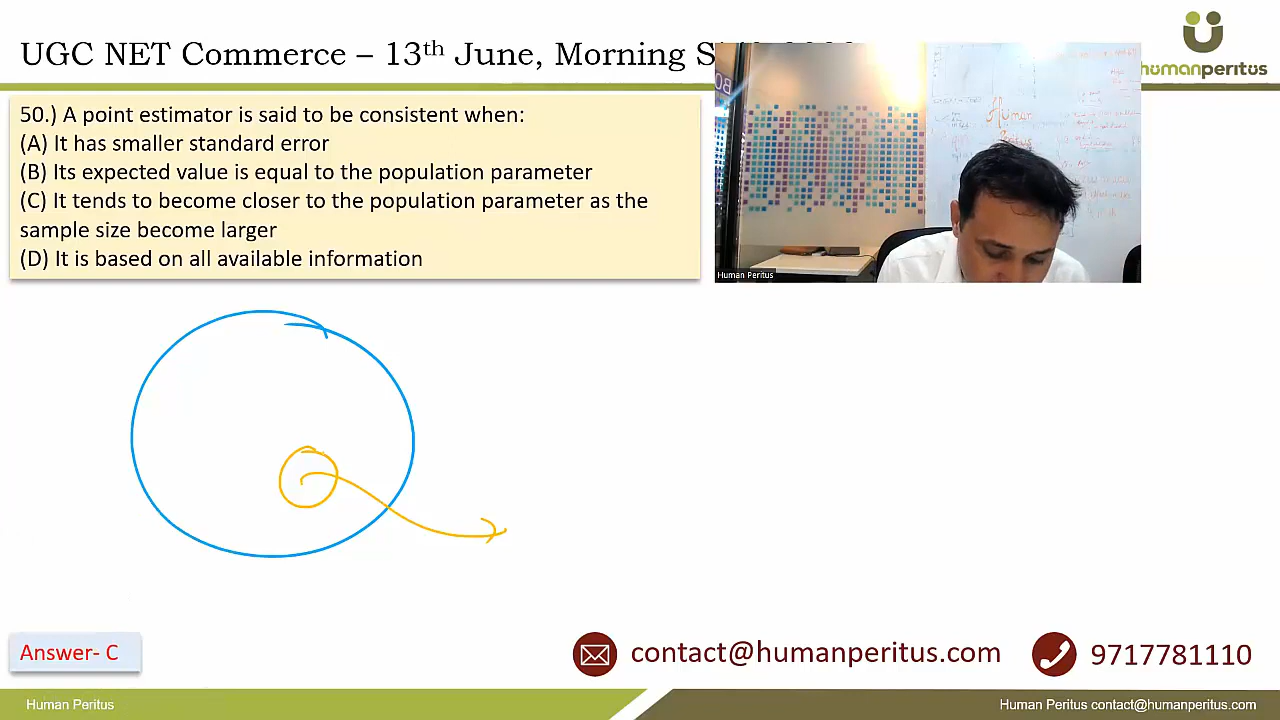 UGC NET Commerce – 13th June, Morning
humanperitus
50.) A point estimator is said to be consistent when:
(A) It has smaller standard error
(B) Its expected value is equal to the population parameter
(C) It tends to become closer to the population parameter as the
sample size become larger
(D) It is based on all available information
Human Peritus
Answer- C
contact@humanperitus.com
9717781110
Human Peritus
Human Peritus contact@humanperitus.com